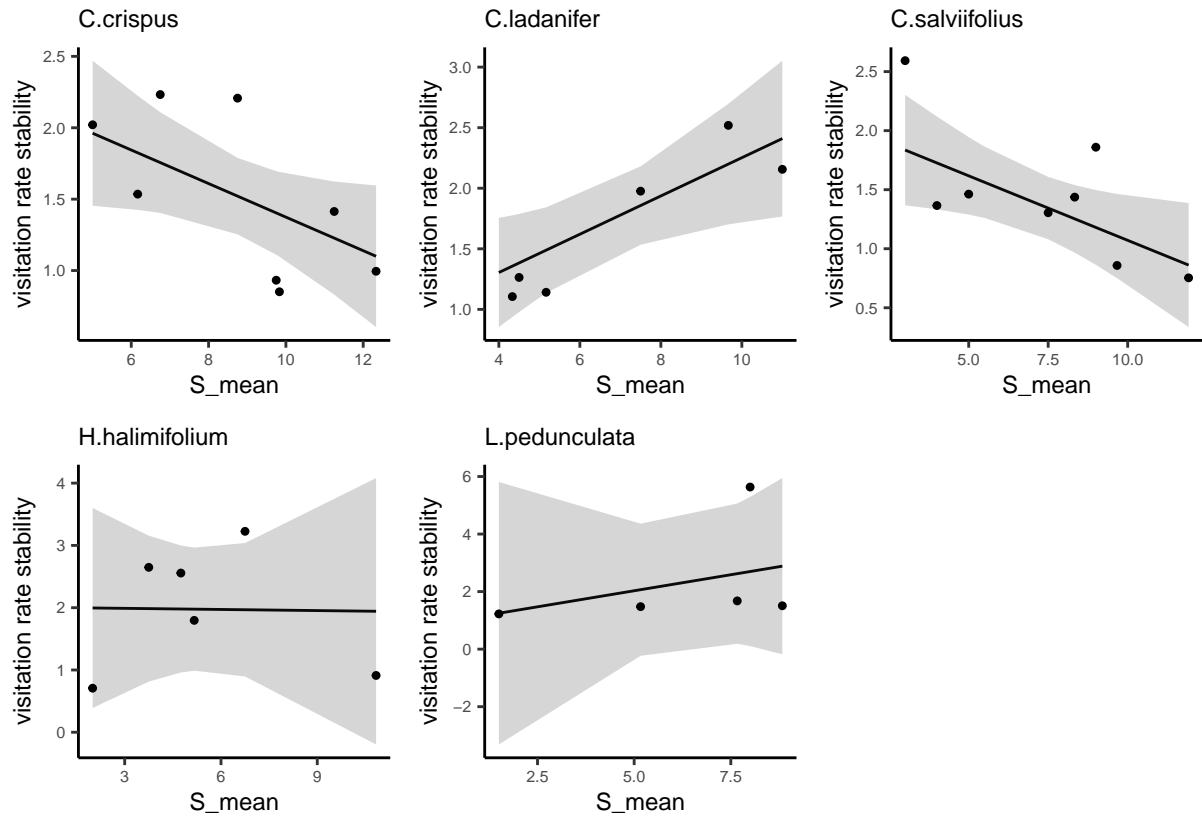 C.crispus
visitation rate stability
2.5
2.0
1.5
1.0
6
8
10
12
S_mean
C.ladanifer
visitation rate stability
3.0
2.5
2.0
1.5
1.0
4
6
8
10
S_mean
C.salviifolius
visitation rate stability
2.5
2.0
1.5
1.0
0.5
5.0
7.5
10.0
S_mean
H.halimifolium
visitation rate stability
4
3
2
1
0
3
6
9
S_mean
L.pedunculata
visitation rate stability
6
4
2
0
−2
2.5
5.0
7.5
S_mean